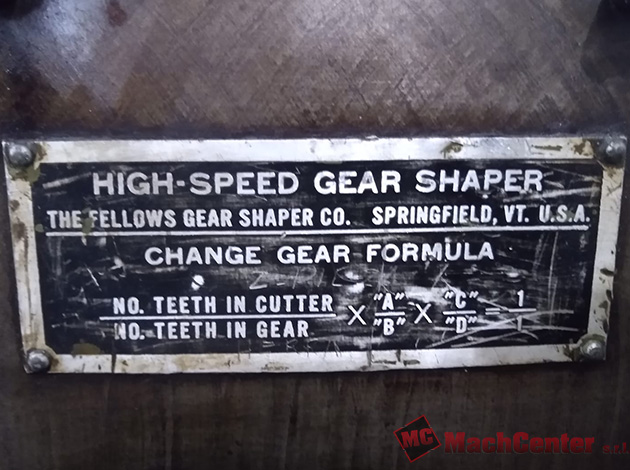 HIGH-SPEED GEAR SHAPER
THE FELLOWS GEAR SHAPER CO. SPRINGFIELD, VT. U.S.A.
CHANGE GEAR FORMULA
NO. TEETH IN CUTTER / NO. TEETH IN GEAR X "A"/"B" X "C"/"D" = 1/1
MC MachCenter s.r.l.